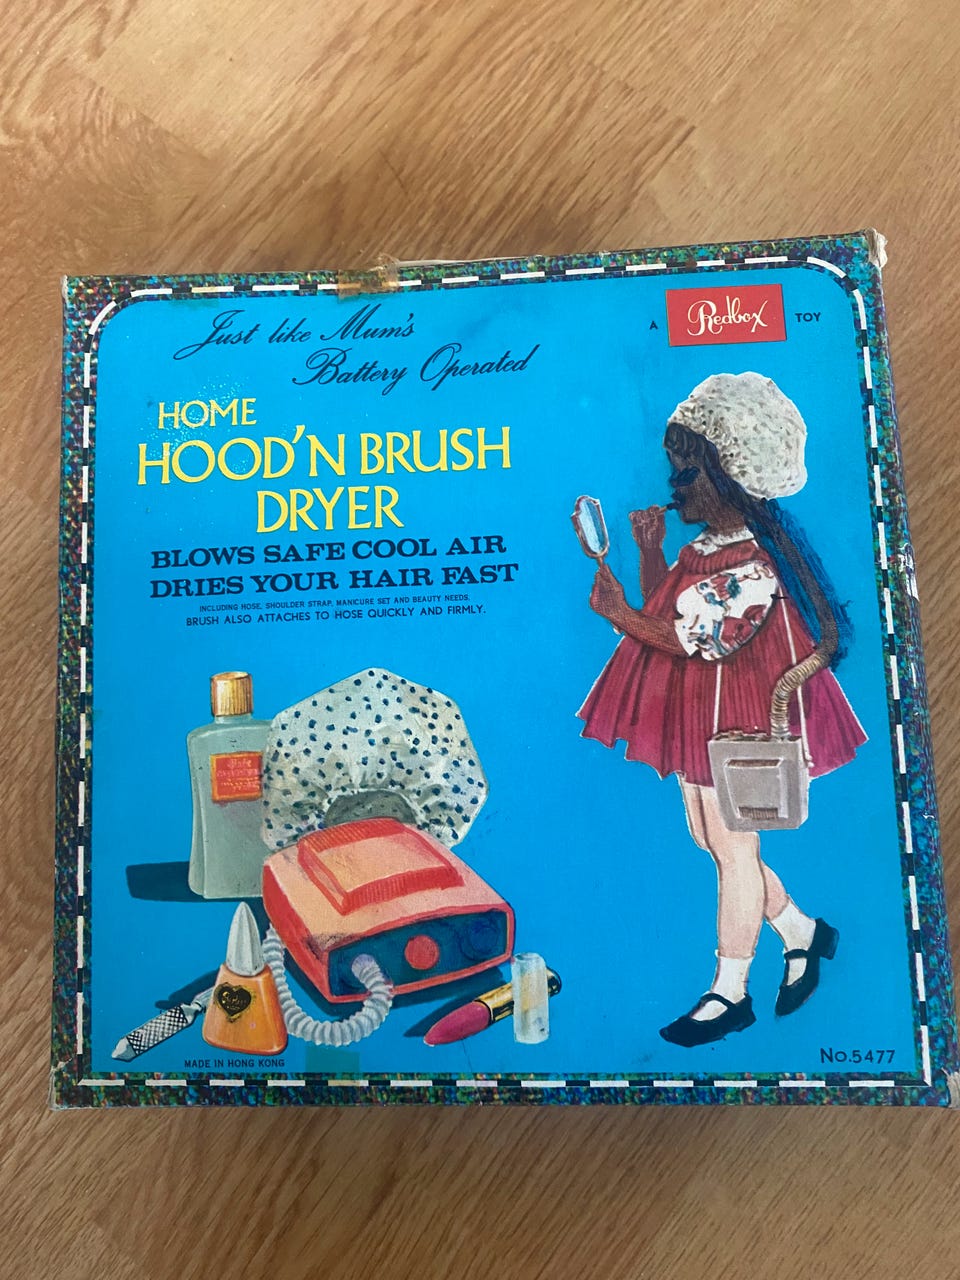 Just like Mum's
Battery Operated
A Redbox TOY
HOME
HOOD'N BRUSH
DRYER
BLOWS SAFE COOL AIR
DRIES YOUR HAIR FAST
INCLUDING HOSE, SHOULDER STRAP, MANICURE SET AND BEAUTY NEEDS.
BRUSH ALSO ATTACHES TO HOSE QUICKLY AND FIRMLY.
MADE IN HONG KONG
No.5477